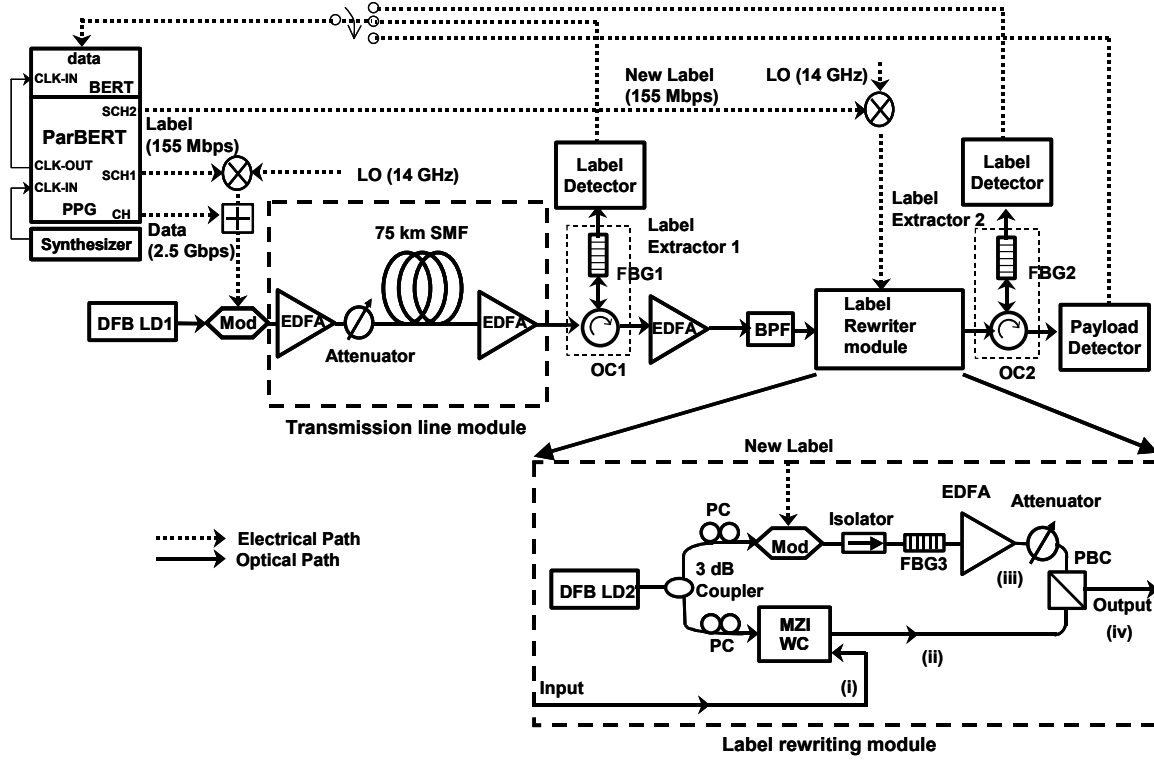 data
CLK-IN
BERT
SCH2
ParBERT
CLK-OUT
SCH1
CLK-IN
PPG
CH
Synthesizer
Label
(155 Mbps)
LO (14 GHz)
Data
(2.5 Gbps)
New Label
(155 Mbps)
LO (14 GHz)
Label
Detector
Label
Extractor 1
FBG1
Label
Detector
Label
Extractor 2
FBG2
75 km SMF
DFB LD1
Mod
EDFA
Attenuator
EDFA
OC1
EDFA
BPF
Label
Rewriter
module
OC2
Payload
Detector
Transmission line module
New Label
Electrical Path
Optical Path
PC
Mod
Isolator
FBG3
EDFA
Attenuator
(iii)
PBC
DFB LD2
3 dB
Coupler
PC
MZI
WC
(ii)
Output
(iv)
Input
(i)
Label rewriting module